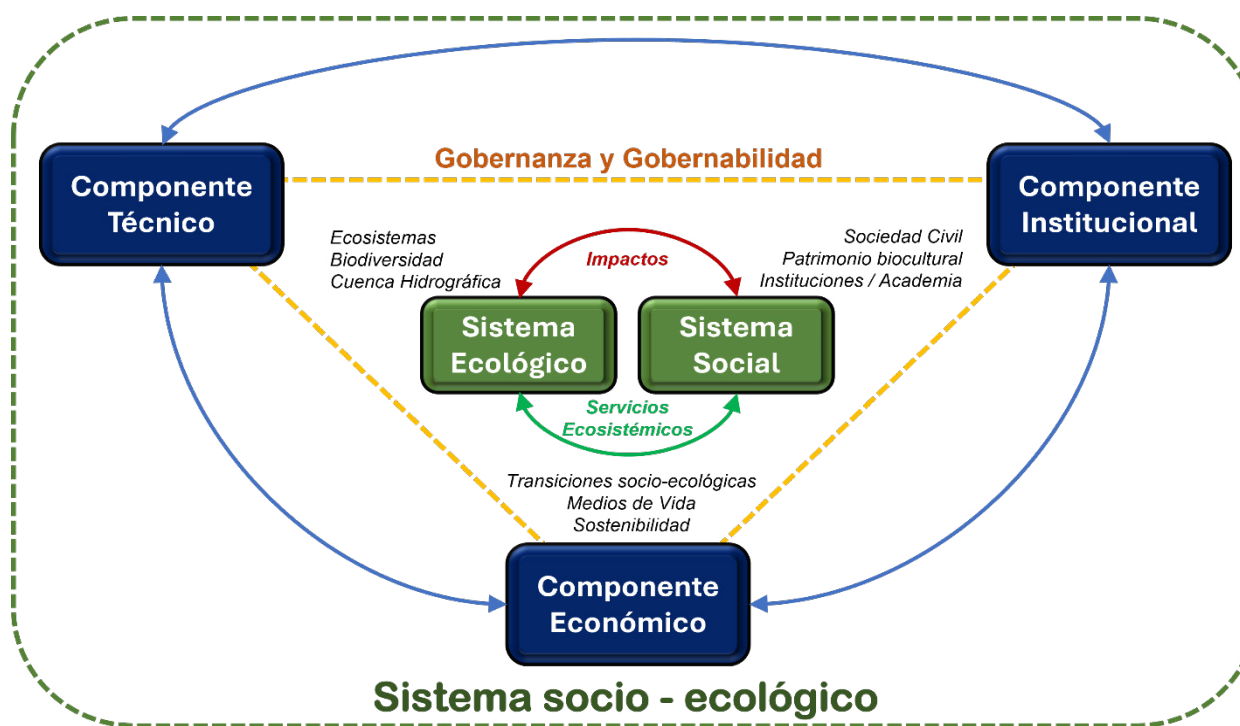 Gobernanza y Gobernabilidad
Componente
Técnico
Componente
Institucional
Ecosistemas
Biodiversidad
Cuenca Hidrográfica
Impactos
Sociedad Civil
Patrimonio biocultural
Instituciones / Academia
Sistema
Ecológico
Sistema
Social
Servicios
Ecosistémicos
Transiciones socio-ecológicas
Medios de Vida
Sostenibilidad
Componente
Económico
Sistema socio - ecológico